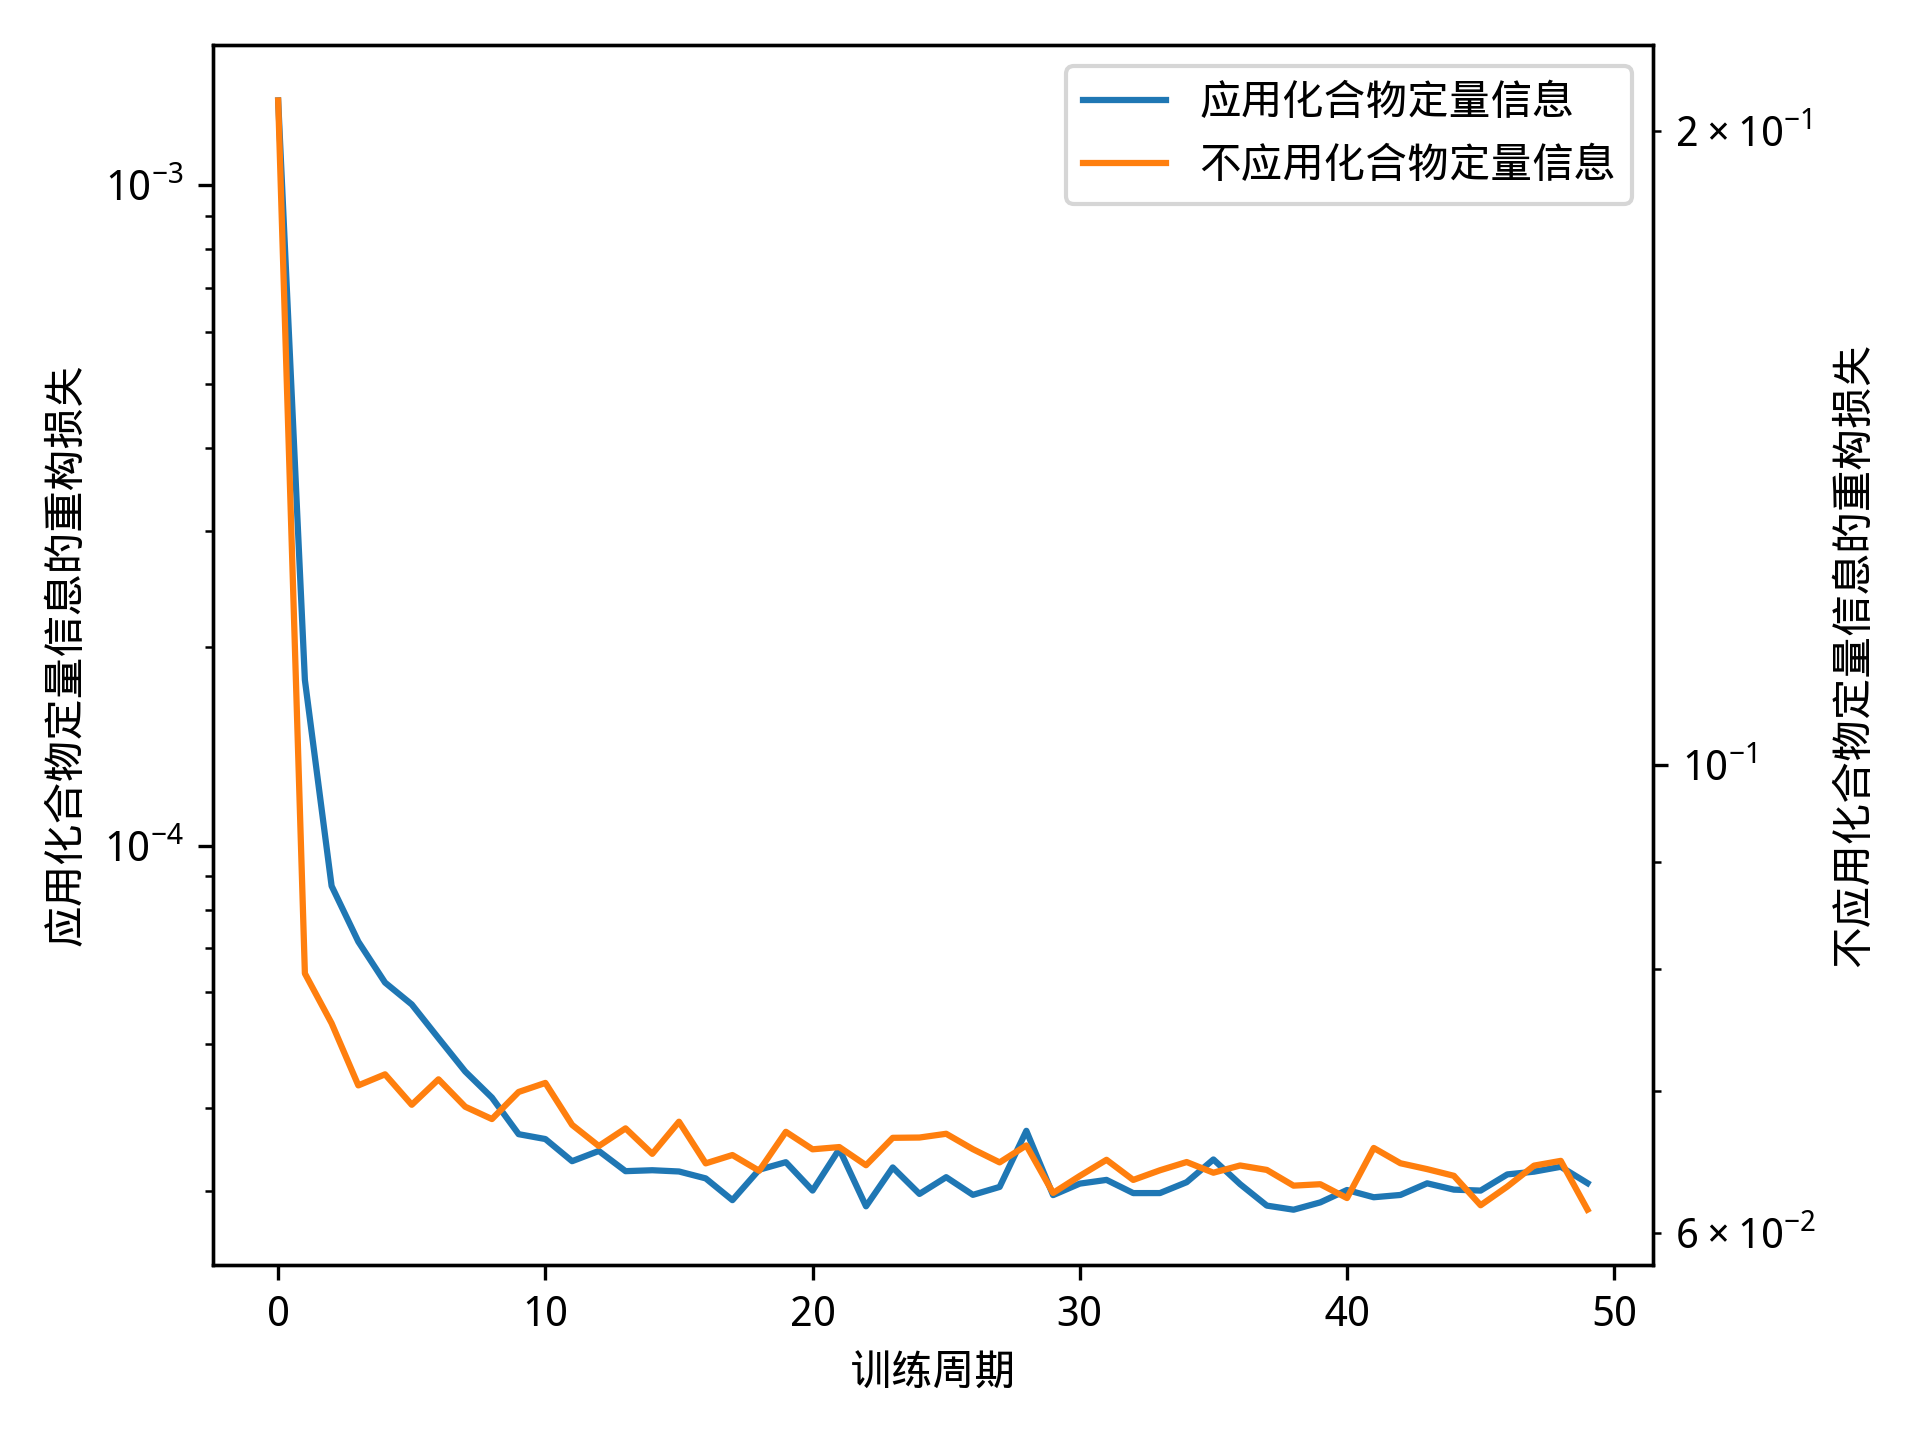 应用化合物定量信息
不应用化合物定量信息
10⁻³
10⁻⁴
应用化合物定量信息的重构损失
2 × 10⁻¹
10⁻¹
6 × 10⁻²
不应用化合物定量信息的重构损失
0 10 20 30 40 50
训练周期